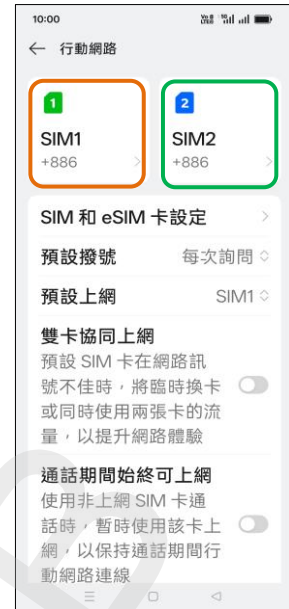 10:00
← 行動網路
1
SIM1
+886
2
SIM2
+886
SIM 和 eSIM 卡設定
預設撥號 每次詢問
預設上網 SIM1
雙卡協同上網
預設 SIM 卡在網路訊
號不佳時，將臨時換卡
或同時使用兩張卡的流
量，以提升網路體驗
通話期間始終可上網
使用非上網 SIM 卡通
話時，暫時使用該卡上
網，以保持通話期間行
動網路連線